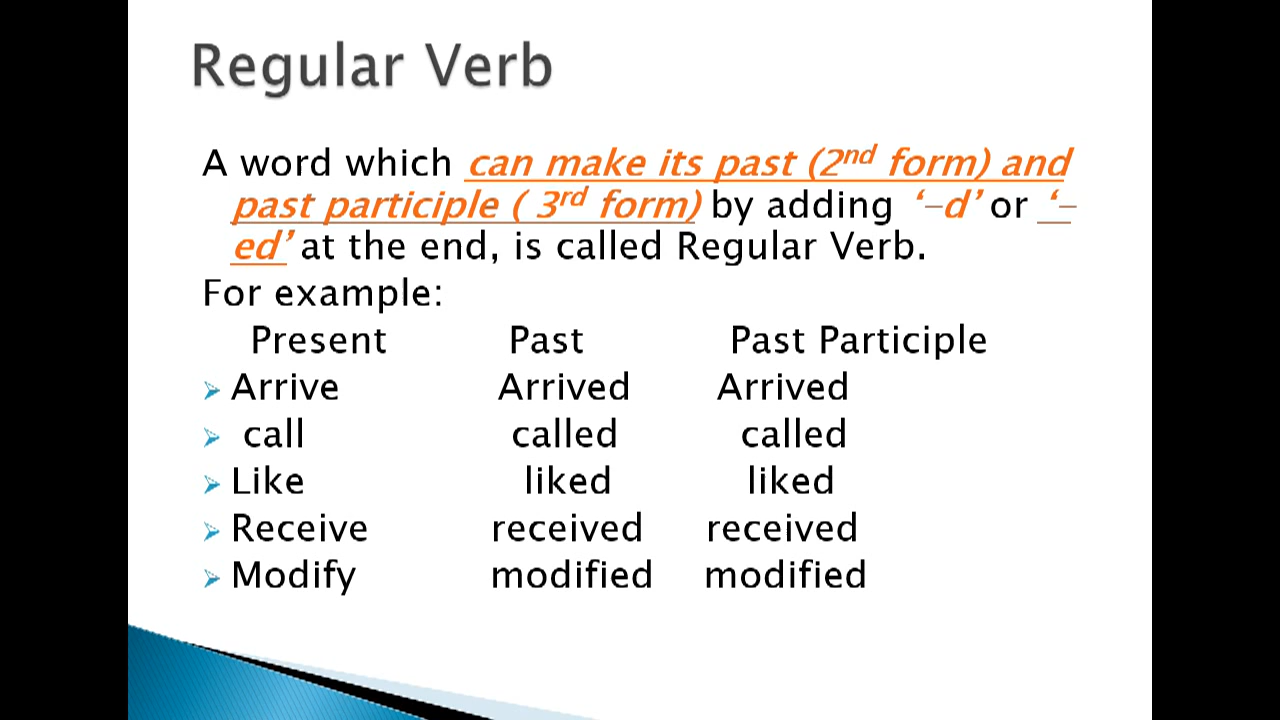 Regular Verb
A word which can make its past (2nd form) and
past participle ( 3rd form) by adding ‘-d’ or ‘-
ed’ at the end, is called Regular Verb.
For example:
Present Past Past Participle
Arrive Arrived Arrived
call called called
Like liked liked
Receive received received
Modify modified modified